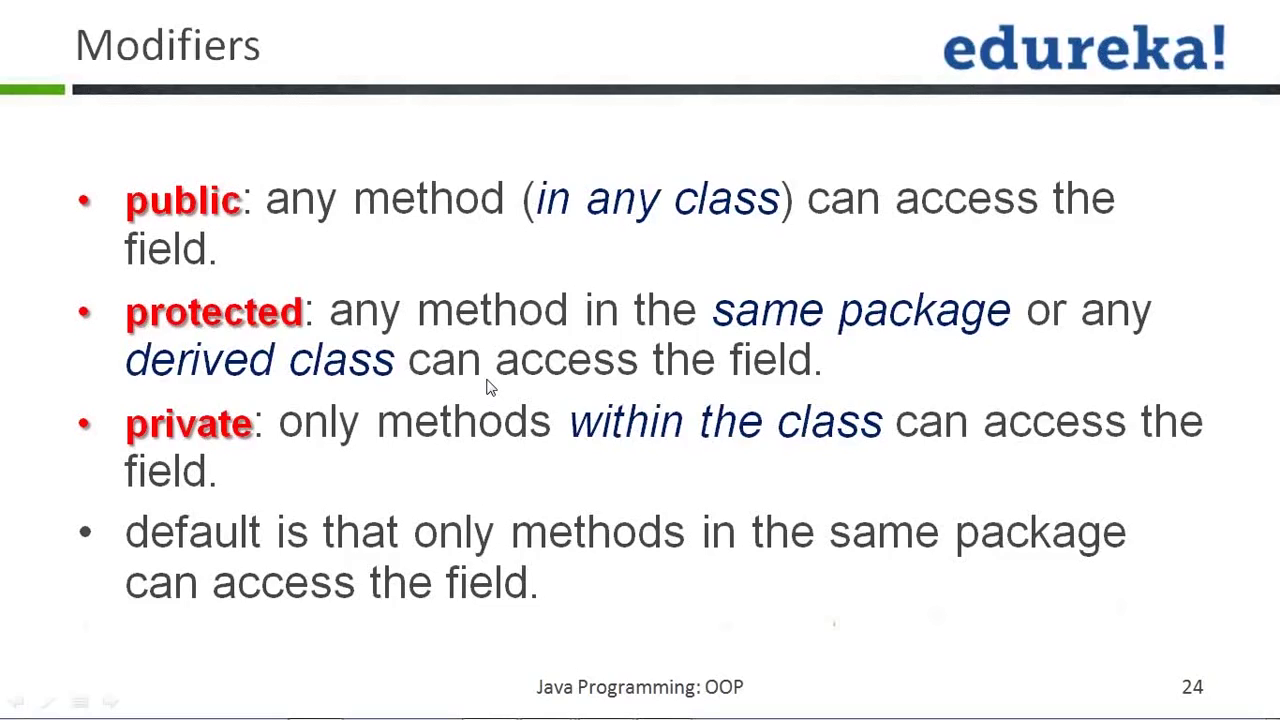 Modifiers
edureka!
• public: any method (in any class) can access the
field.
• protected: any method in the same package or any
derived class can access the field.
• private: only methods within the class can access the
field.
• default is that only methods in the same package
can access the field.
Java Programming: OOP
24